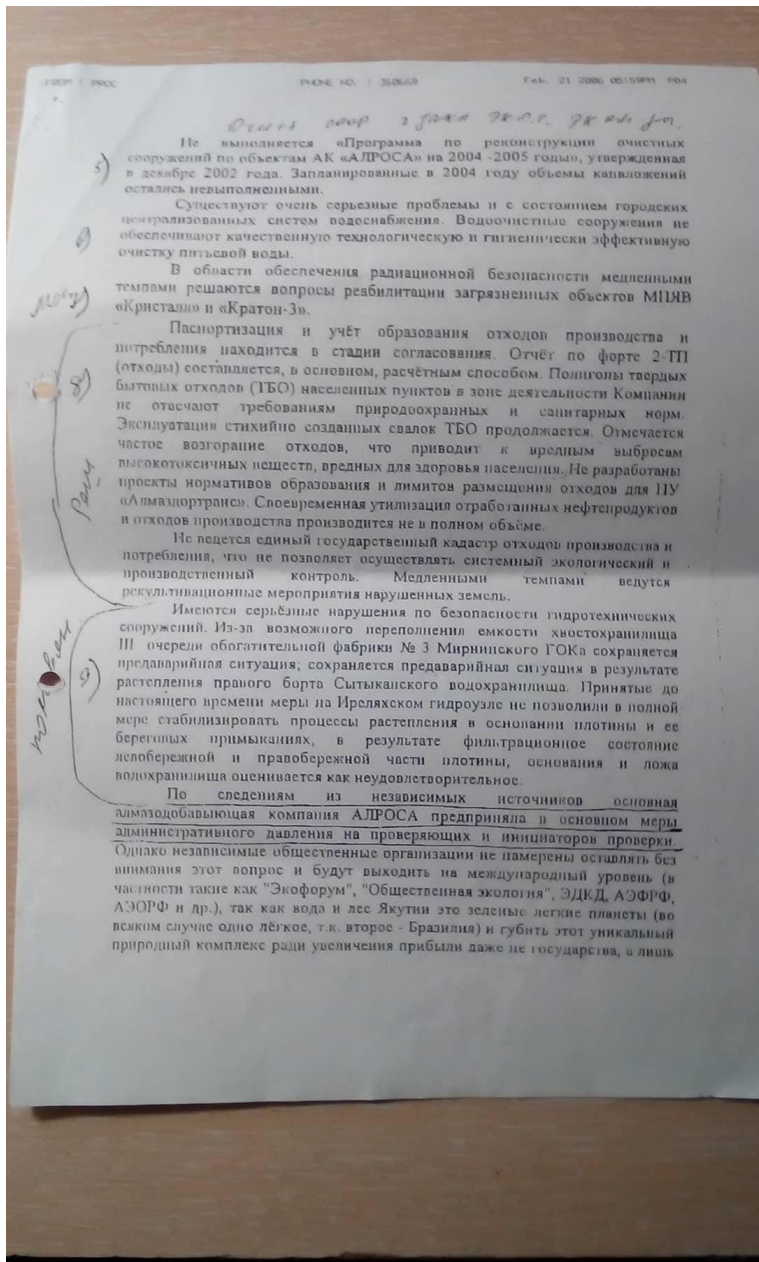 FROM : PROC PHONE NO. : 360669 Feb. 21 2006 05:59PM P04
2
Не выполняется «Программа по реконструкции очистных
5) сооружений по объектам АК «АЛРОСА» на 2004 -2005 годы», утвержденная
в декабре 2002 года. Запланированные в 2004 году объемы капвложений
остались невыполненными.
Существуют очень серьезные проблемы и с состоянием городских
централизованных систем водоснабжения. Водоочистные сооружения не
6) обеспечивают качественную технологическую и гигиенически эффективную
очистку питьевой воды.
В области обеспечения радиационной безопасности медленными
7) темпами решаются вопросы реабилитации загрязненных объектов МПЯВ
«Кристалл» и «Кратон-3».
Паспортизация и учёт образования отходов производства и
потребления находится в стадии согласования. Отчёт по форте 2-ТП
8) (отходы) составляется, в основном, расчётным способом. Полигоны твердых
бытовых отходов (ТБО) населенных пунктов в зоне деятельности Компании
не отвечают требованиям природоохранных и санитарных норм.
Эксплуатация стихийно созданных свалок ТБО продолжается. Отмечается
частое возгорание отходов, что приводит к вредным выбросам
высокотоксичных веществ, вредных для здоровья населения. Не разработаны
проекты нормативов образования и лимитов размещения отходов для ПУ
«Алмаздортранс». Своевременная утилизация отработанных нефтепродуктов
и отходов производства производится не в полном объёме.
Не ведется единый государственный кадастр отходов производства и
потребления, что не позволяет осуществлять системный экологический и
производственный контроль. Медленными темпами ведутся
рекультивационные мероприятия нарушенных земель.
Имеются серьёзные нарушения по безопасности гидротехнических
сооружений. Из-за возможного переполнения емкости хвостохранилища
III очереди обогатительной фабрики № 3 Мирнинского ГОКа сохраняется
9) предаварийная ситуация; сохраняется предаварийная ситуация в результате
растепления правого борта Сытыканского водохранилища. Принятые до
настоящего времени меры на Иреляхском гидроузле не позволили в полной
мере стабилизировать процессы растепления в основании плотины и ее
береговых примыканиях, в результате фильтрационное состояние
левобережной и правобережной части плотины, основания и ложа
водохранилища оценивается как неудовлетворительное.
По сведениям из независимых источников основная
алмазодобавыющая компания АЛРОСА предприняла в основном меры
административного давления на проверяющих и инициаторов проверки.
Однако независимые общественные организации не намерены оставлять без
внимания этот вопрос и будут выходить на международный уровень (в
частности такие как "Экофорум", "Общественная экология", ЭДКД, АЭФРФ,
АЭОРФ и др.), так как вода и лес Якутии это зеленые легкие планеты (во
всяком случае одно лёгкое, т.к. второе - Бразилия) и губить этот уникальный
природный комплекс ради увеличения прибыли даже не государства, а лишь